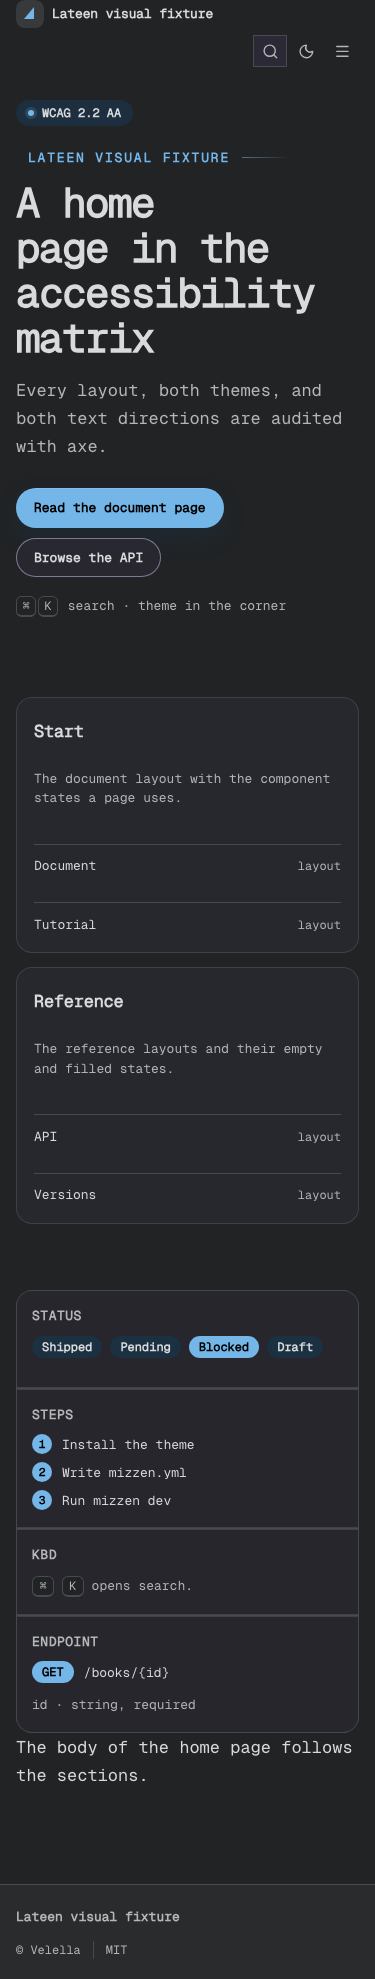 Lateen visual fixture
WCAG 2.2 AA
LATEEN VISUAL FIXTURE
A home
page in the
accessibility
matrix
Every layout, both themes, and
both text directions are audited
with axe.
Read the document page
Browse the API
⌘ K search · theme in the corner
Start
The document layout with the component
states a page uses.
Document layout
Tutorial layout
Reference
The reference layouts and their empty
and filled states.
API layout
Versions layout
STATUS
Shipped Pending Blocked Draft
STEPS
1 Install the theme
2 Write mizzen.yml
3 Run mizzen dev
KBD
⌘ K opens search.
ENDPOINT
GET /books/{id}
id · string, required
The body of the home page follows
the sections.
Lateen visual fixture
© Velella MIT